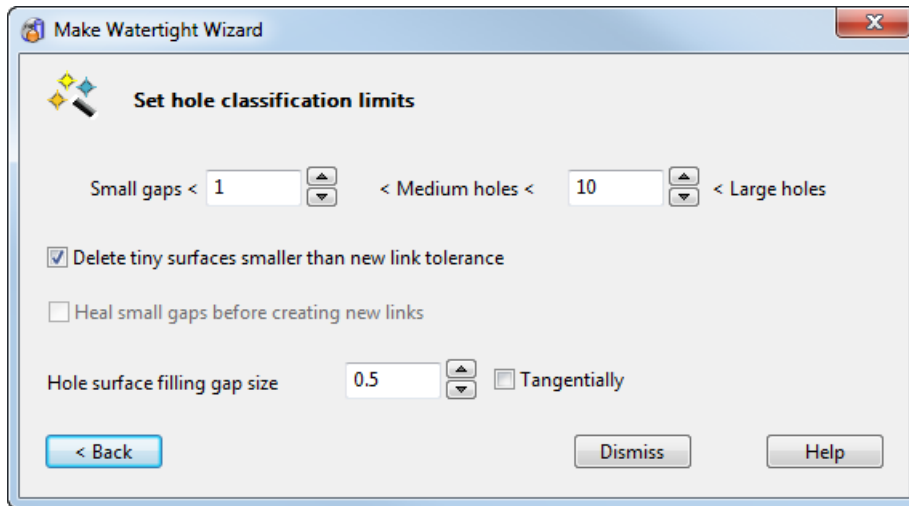 Make Watertight Wizard
Set hole classification limits
Small gaps < 1 < Medium holes < 10 < Large holes
Delete tiny surfaces smaller than new link tolerance
Heal small gaps before creating new links
Hole surface filling gap size 0.5 Tangentially
< Back Dismiss Help